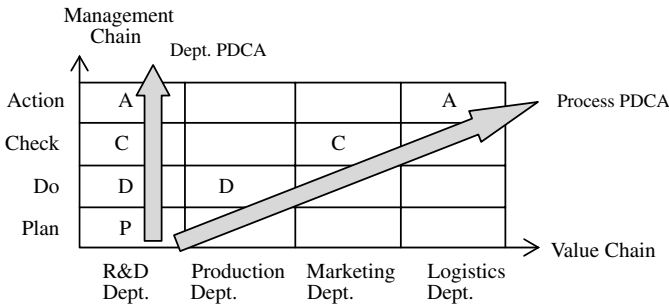 Management
Chain
Dept. PDCA
Action A A Process PDCA
Check C C
Do D D
Plan P
Value Chain
R&D Production Marketing Logistics
Dept. Dept. Dept. Dept.